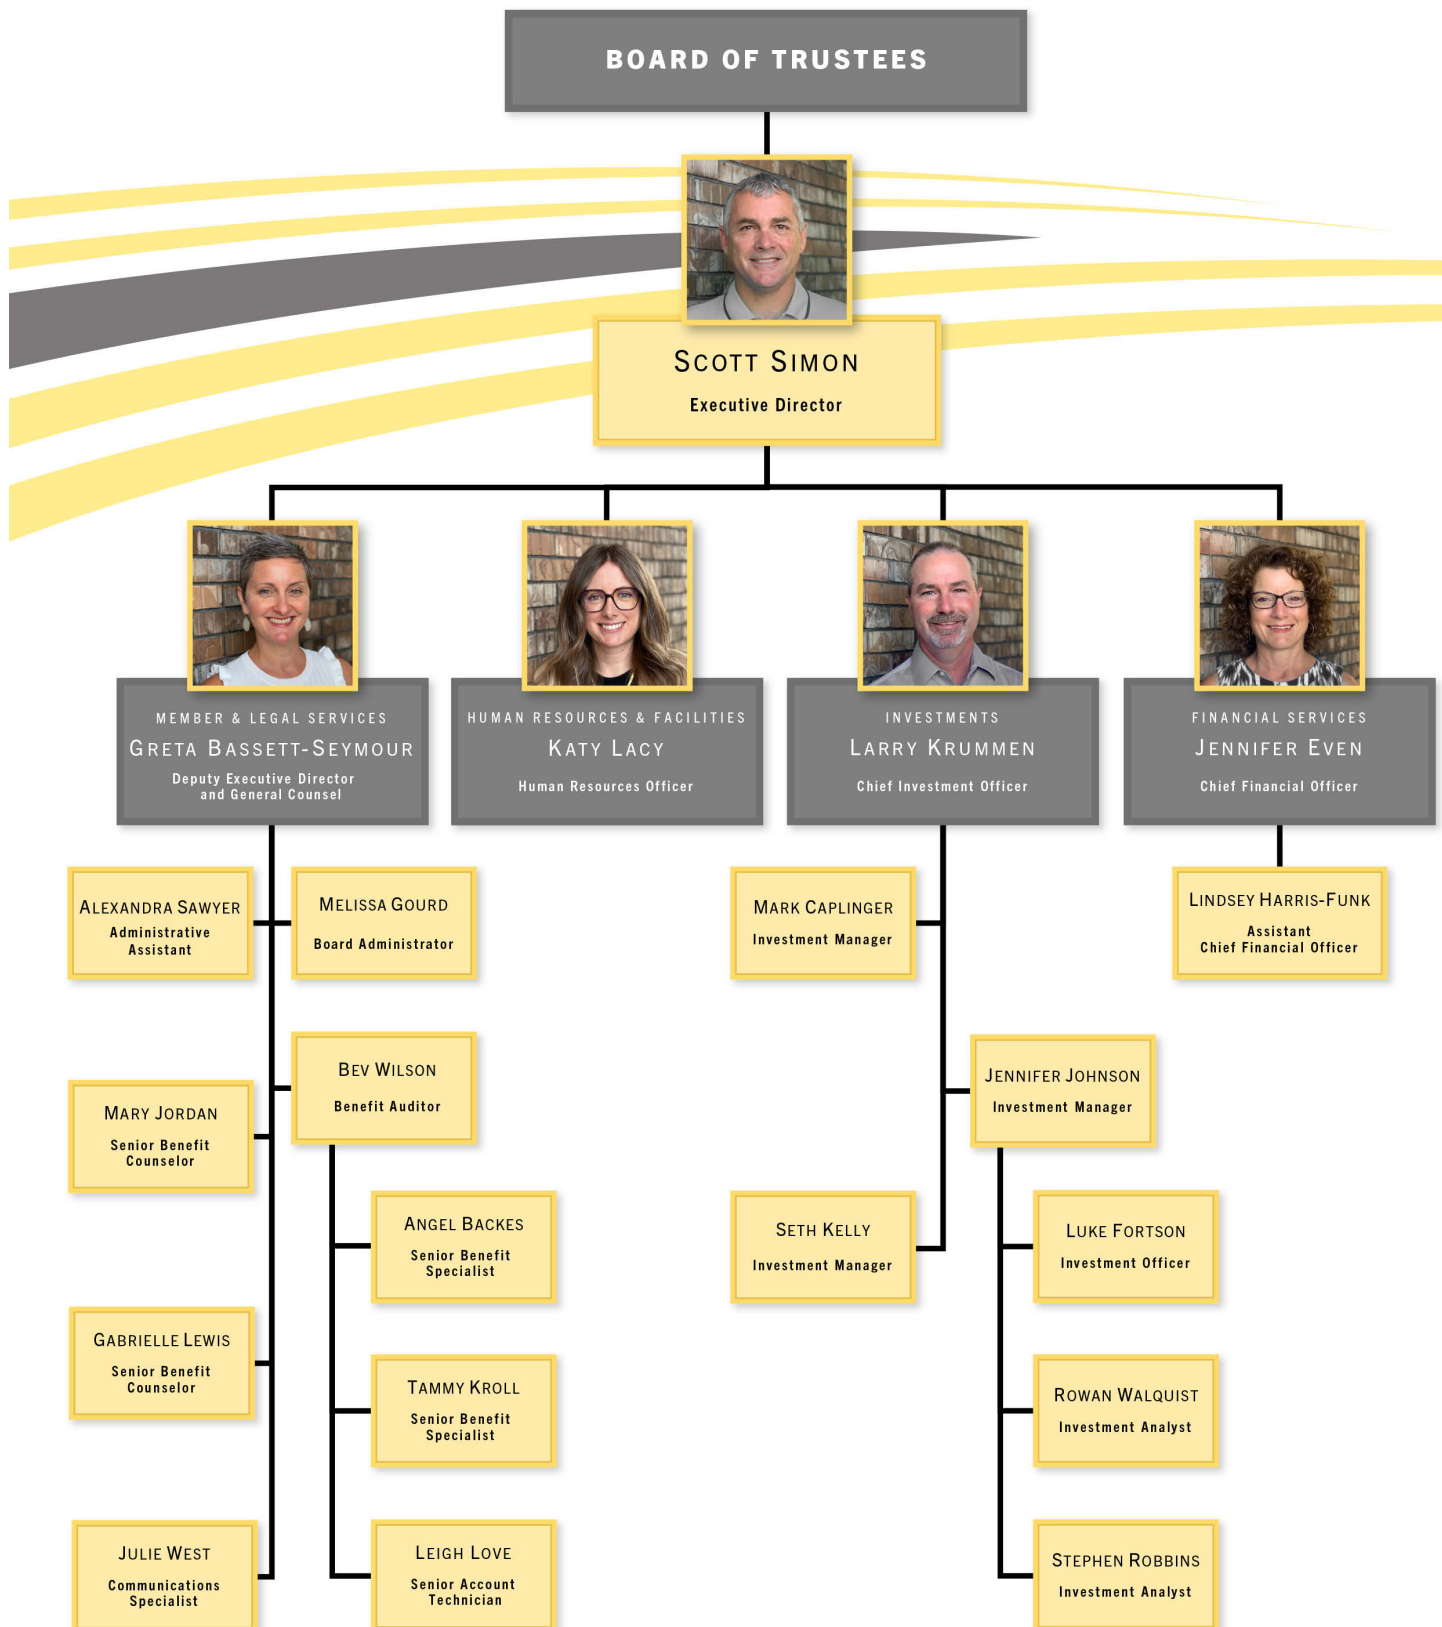 BOARD OF TRUSTEES
SCOTT SIMON
Executive Director
MEMBER & LEGAL SERVICES
GRETA BASSETT-SEYMOUR
Deputy Executive Director
and General Counsel
HUMAN RESOURCES & FACILITIES
KATY LACY
Human Resources Officer
INVESTMENTS
LARRY KRUMMEN
Chief Investment Officer
FINANCIAL SERVICES
JENNIFER EVEN
Chief Financial Officer
ALEXANDRA SAWYER
Administrative
Assistant
MELISSA GOURD
Board Administrator
MARK CAPLINGER
Investment Manager
LINDSEY HARRIS-FUNK
Assistant
Chief Financial Officer
BEV WILSON
Benefit Auditor
JENNIFER JOHNSON
Investment Manager
MARY JORDAN
Senior Benefit
Counselor
ANGEL BACKES
Senior Benefit
Specialist
SETH KELLY
Investment Manager
LUKE FORTSON
Investment Officer
GABRIELLE LEWIS
Senior Benefit
Counselor
TAMMY KROLL
Senior Benefit
Specialist
ROWAN WALQUIST
Investment Analyst
JULIE WEST
Communications
Specialist
LEIGH LOVE
Senior Account
Technician
STEPHEN ROBBINS
Investment Analyst